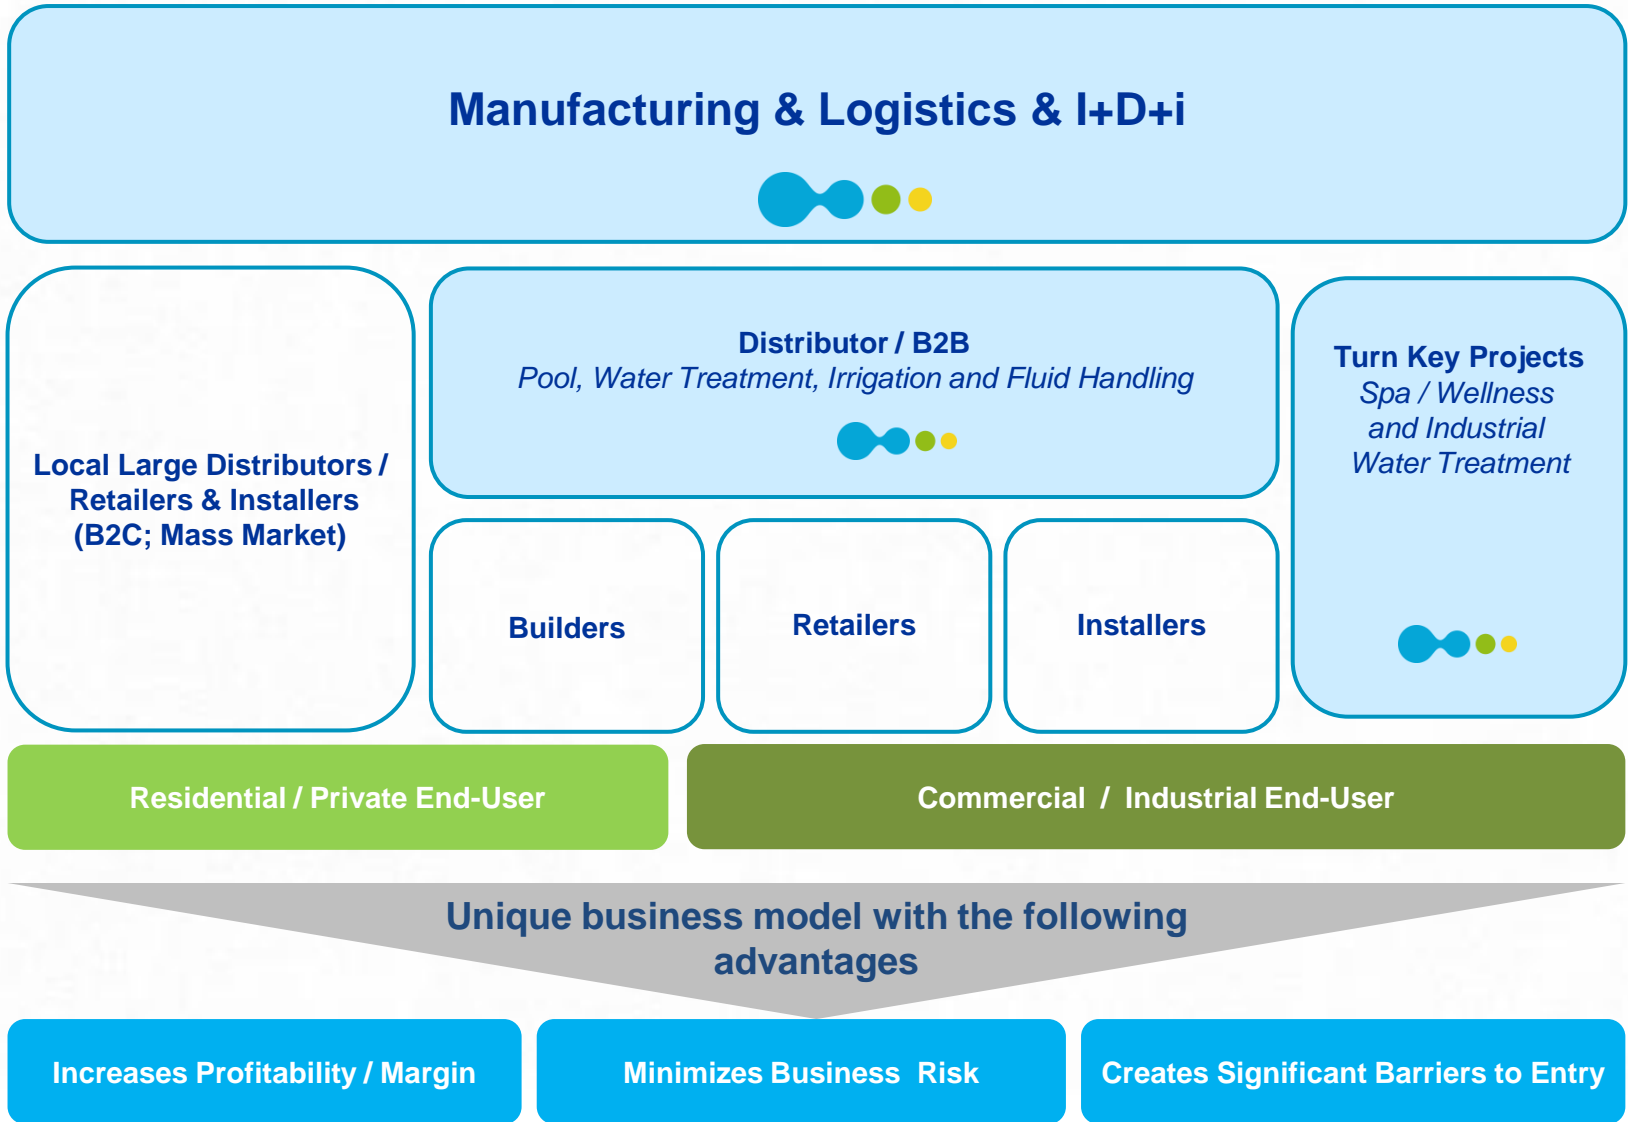 Manufacturing & Logistics & I+D+i
Distributor / B2B
Pool, Water Treatment, Irrigation and Fluid Handling
Turn Key Projects
Spa / Wellness
and Industrial
Water Treatment
Local Large Distributors /
Retailers & Installers
(B2C; Mass Market)
Builders
Retailers
Installers
Residential / Private End-User
Commercial / Industrial End-User
Unique business model with the following
advantages
Increases Profitability / Margin
Minimizes Business Risk
Creates Significant Barriers to Entry